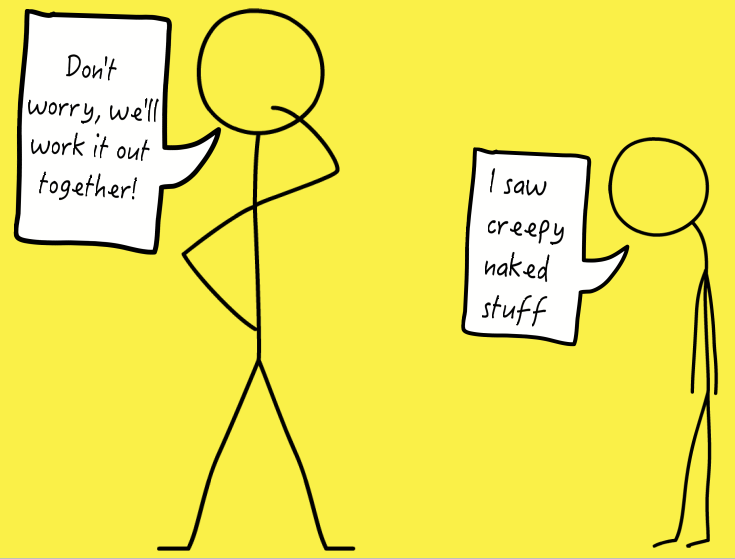 Don't
worry, we'll
work it out
together!
I saw
creepy
naked
stuff